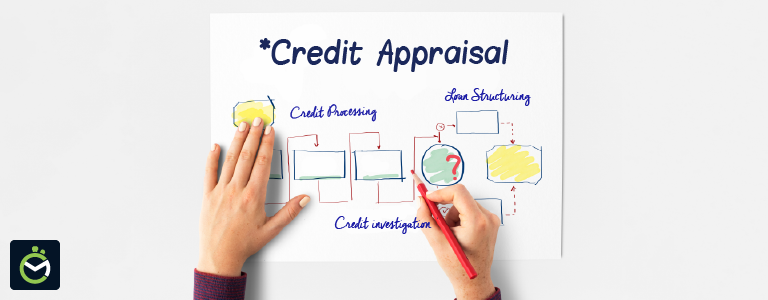 *Credit Appraisal
Loan Structuring
Credit Processing
?
Credit investigation